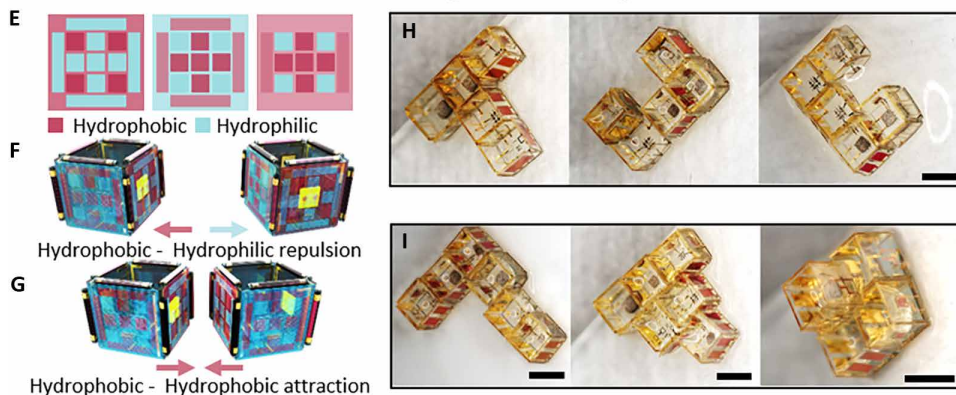 E
Hydrophobic Hydrophilic
F
Hydrophobic - Hydrophilic repulsion
G
Hydrophobic - Hydrophobic attraction
H
I